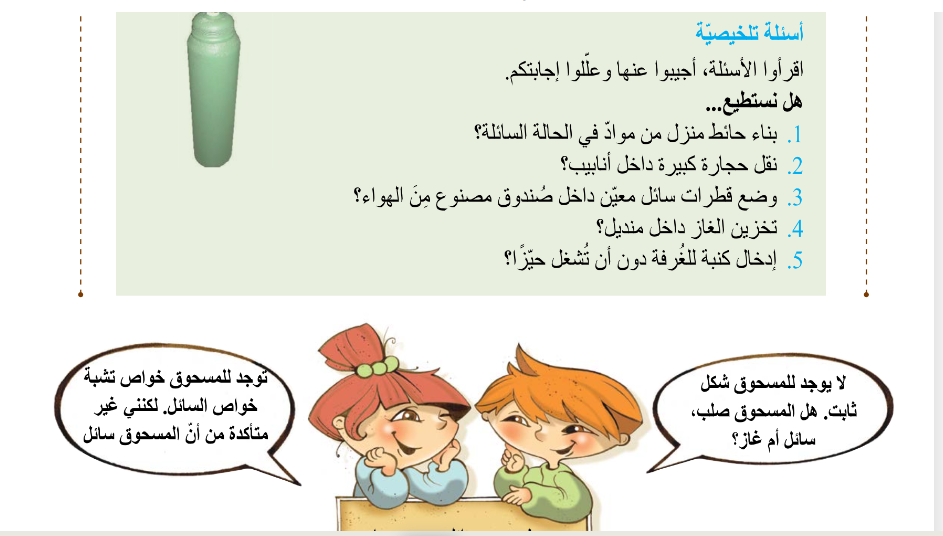 أسئلة تلخيصيّة
اقرأوا الأسئلة، أجيبوا عنها وعلّلوا إجابتكم.
هل نستطيع...
1. بناء حائط منزل من موادّ في الحالة السائلة؟
2. نقل حجارة كبيرة داخل أنابيب؟
3. وضع قطرات سائل معيّن داخل صُندوق مصنوع مِنَ الهواء؟
4. تخزين الغاز داخل منديل؟
5. إدخال كنبة للغُرفة دون أن تُشغل حيّزًا؟
لا يوجد للمسحوق شكل
ثابت. هل المسحوق صلب،
سائل أم غاز؟
توجد للمسحوق خواص تشبة
خواص السائل. لكنني غير
متأكدة من أنّ المسحوق سائل